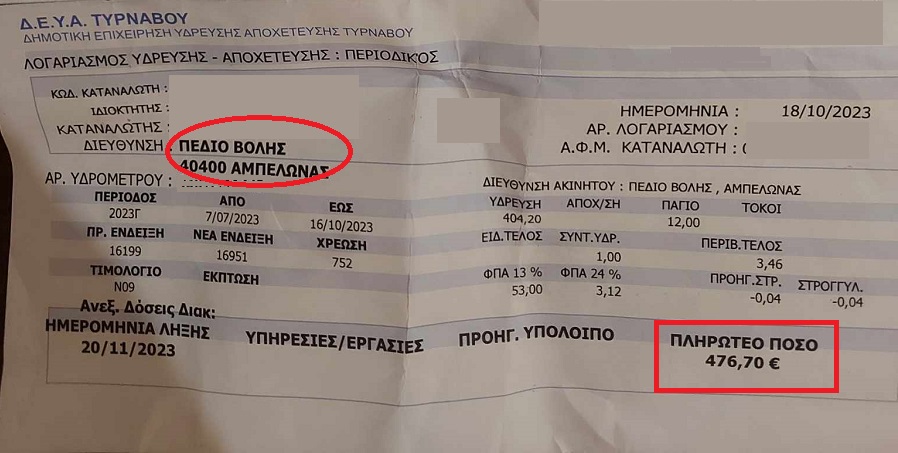 Δ.Ε.Υ.Α. ΤΥΡΝΑΒΟΥ
ΔΗΜΟΤΙΚΗ ΕΠΙΧΕΙΡΗΣΗ ΥΔΡΕΥΣΗΣ ΑΠΟΧΕΤΕΥΣΗΣ ΤΥΡΝΑΒΟΥ
ΛΟΓΑΡΙΑΣΜΟΣ ΥΔΡΕΥΣΗΣ - ΑΠΟΧΕΤΕΥΣΗΣ : ΠΕΡΙΟΔΙΚΟΣ
ΚΩΔ. ΚΑΤΑΝΑΛΩΤΗ :
ΙΔΙΟΚΤΗΤΗΣ :
ΚΑΤΑΝΑΛΩΤΗΣ :
ΔΙΕΥΘΥΝΣΗ : ΠΕΔΙΟ ΒΟΛΗΣ
40400 ΑΜΠΕΛΩΝΑΣ
ΗΜΕΡΟΜΗΝΙΑ : 18/10/2023
ΑΡ. ΛΟΓΑΡΙΑΣΜΟΥ :
Α.Φ.Μ. ΚΑΤΑΝΑΛΩΤΗ :
ΑΡ. ΥΔΡΟΜΕΤΡΟΥ :
ΠΕΡΙΟΔΟΣ ΑΠΟ ΕΩΣ
2023Γ 7/07/2023 16/10/2023
ΠΡ. ΕΝΔΕΙΞΗ ΝΕΑ ΕΝΔΕΙΞΗ ΧΡΕΩΣΗ
16199 16951 752
ΤΙΜΟΛΟΓΙΟ ΕΚΠΤΩΣΗ
N09
ΔΙΕΥΘΥΝΣΗ ΑΚΙΝΗΤΟΥ : ΠΕΔΙΟ ΒΟΛΗΣ , ΑΜΠΕΛΩΝΑΣ
ΥΔΡΕΥΣΗ ΑΠΟΧ/ΣΗ ΠΑΓΙΟ ΤΟΚΟΙ
404,20 12,00
ΕΙΔ.ΤΕΛΟΣ ΣΥΝΤ.ΥΔΡ. ΠΕΡΙΒ.ΤΕΛΟΣ
1,00 3,46
ΦΠΑ 13 % ΦΠΑ 24 % ΠΡΟΗΓ.ΣΤΡ. ΣΤΡΟΓΓΥΛ.
53,00 3,12 -0,04 -0,04
Ανεξ. Δόσεις Διακ:
ΗΜΕΡΟΜΗΝΙΑ ΛΗΞΗΣ ΥΠΗΡΕΣΙΕΣ/ΕΡΓΑΣΙΕΣ ΠΡΟΗΓ. ΥΠΟΛΟΙΠΟ ΠΛΗΡΩΤΕΟ ΠΟΣΟ
20/11/2023 476,70 €